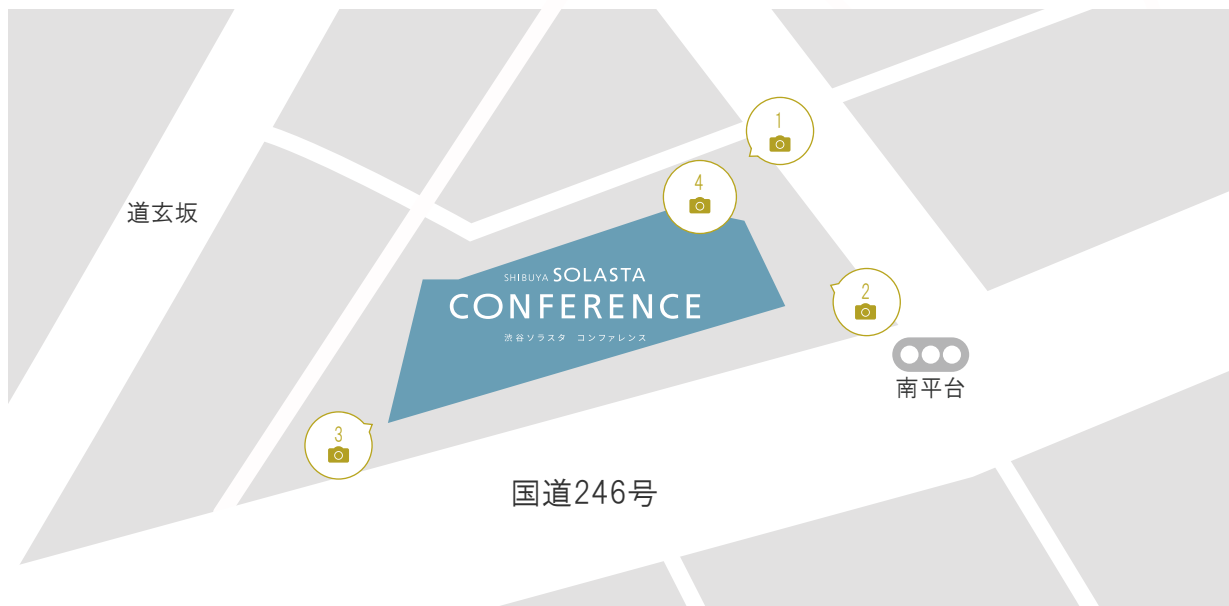 1
4
道玄坂
SHIBUYA SOLASTA
CONFERENCE
渋谷ソラスタ コンファレンス
2
南平台
3
国道246号